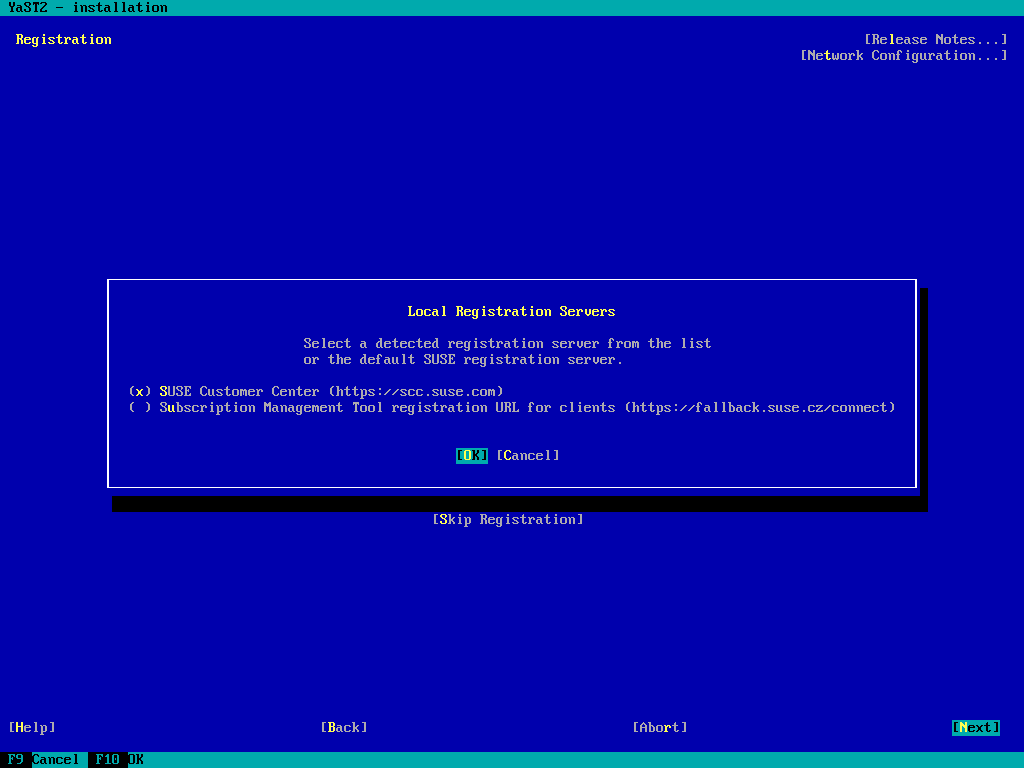 YaST2 - installation
Registration
[Release Notes...]
[Network Configuration...]
Local Registration Servers
Select a detected registration server from the list
or the default SUSE registration server.
(x) SUSE Customer Center (https://scc.suse.com)
( ) Subscription Management Tool registration URL for clients (https://fallback.suse.cz/connect)
[OK] [Cancel]
[Skip Registration]
[Help] [Back] [Abort] [Next]
F9 Cancel F10 OK